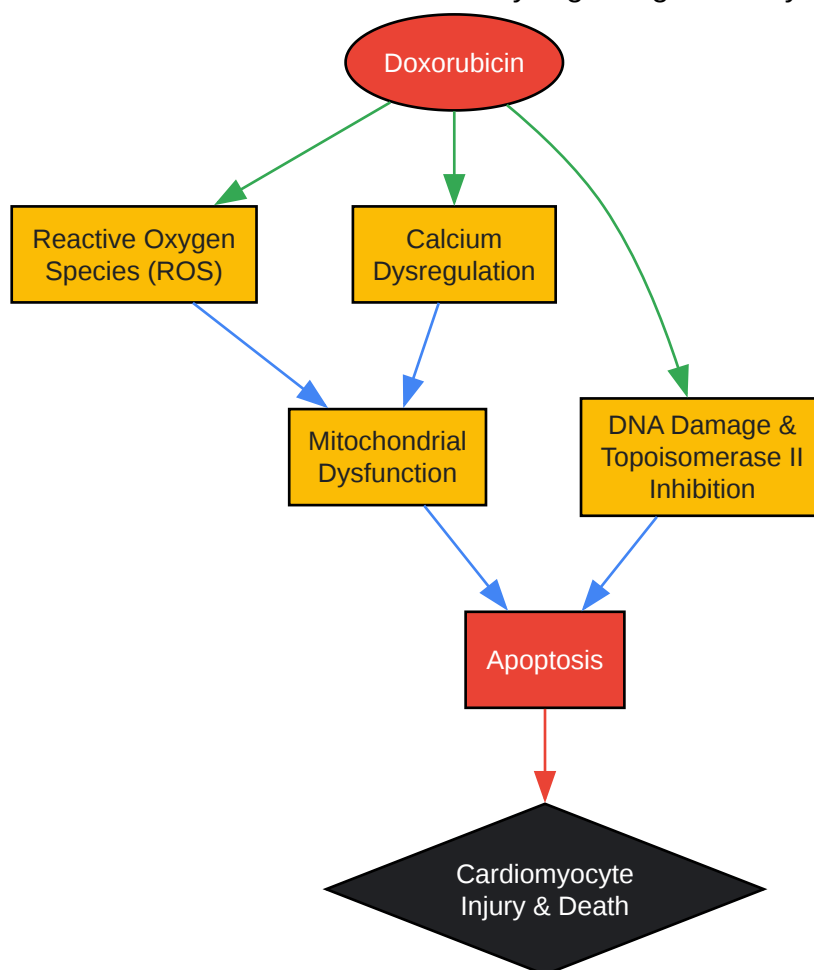 Doxorubicin
Reactive Oxygen
Species (ROS)
Calcium
Dysregulation
Mitochondrial
Dysfunction
DNA Damage &
Topoisomerase II
Inhibition
Apoptosis
Cardiomyocyte
Injury & Death